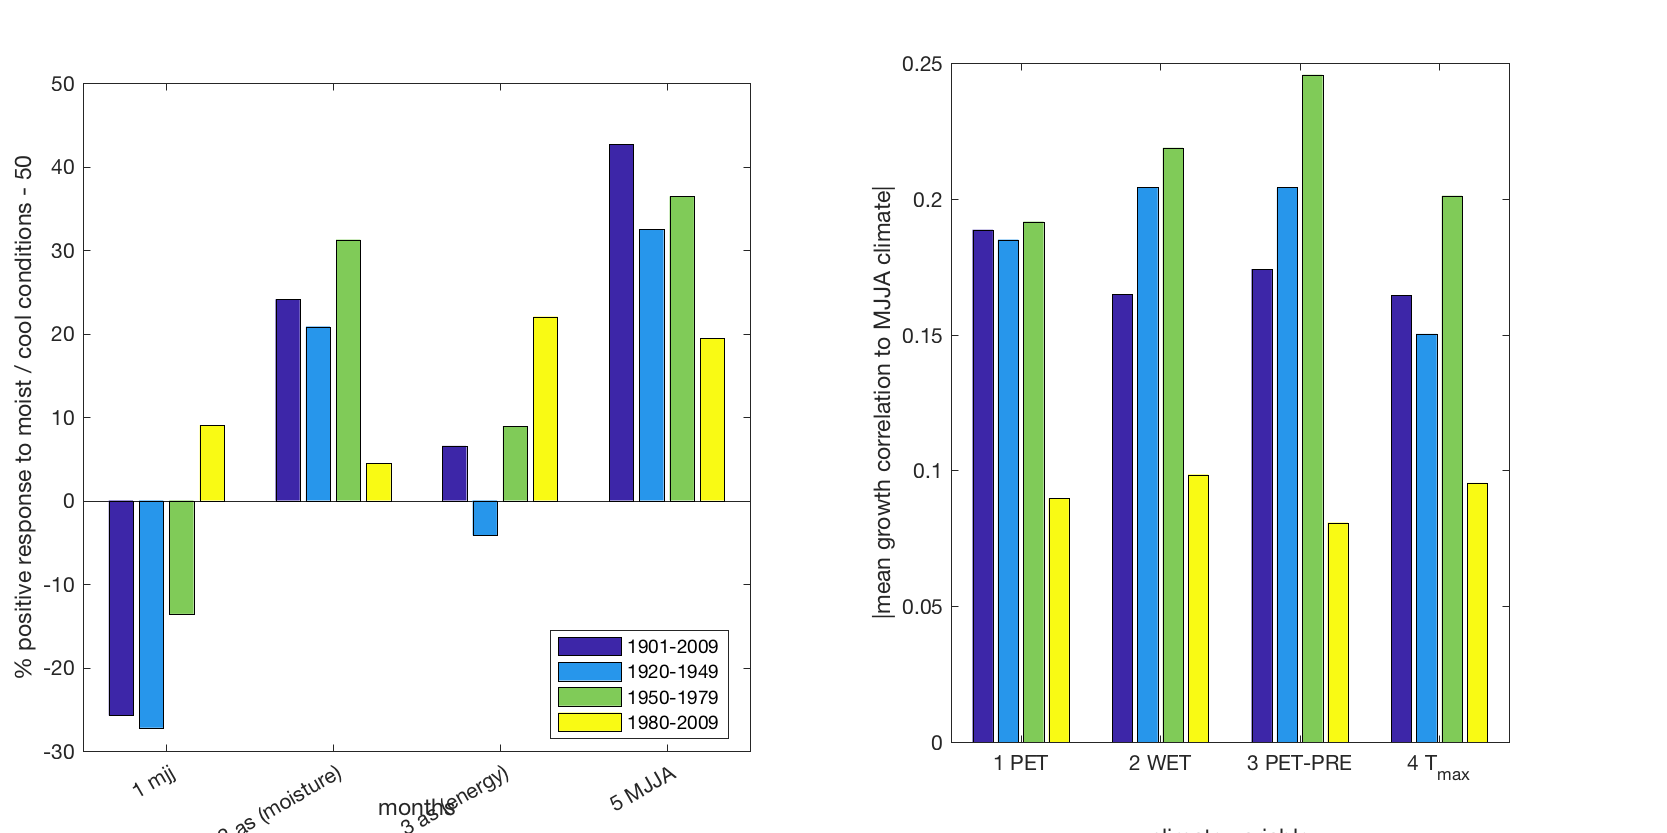 % positive response to moist / cool conditions - 50
50
40
30
20
10
0
-10
-20
-30
1 mjj
as (moisture)
3 as (energy)
5 MJJA
months
1901-2009
1920-1949
1950-1979
1980-2009
|mean growth correlation to MJJA climate|
0.25
0.2
0.15
0.1
0.05
0
1 PET
2 WET
3 PET-PRE
4 Tmax